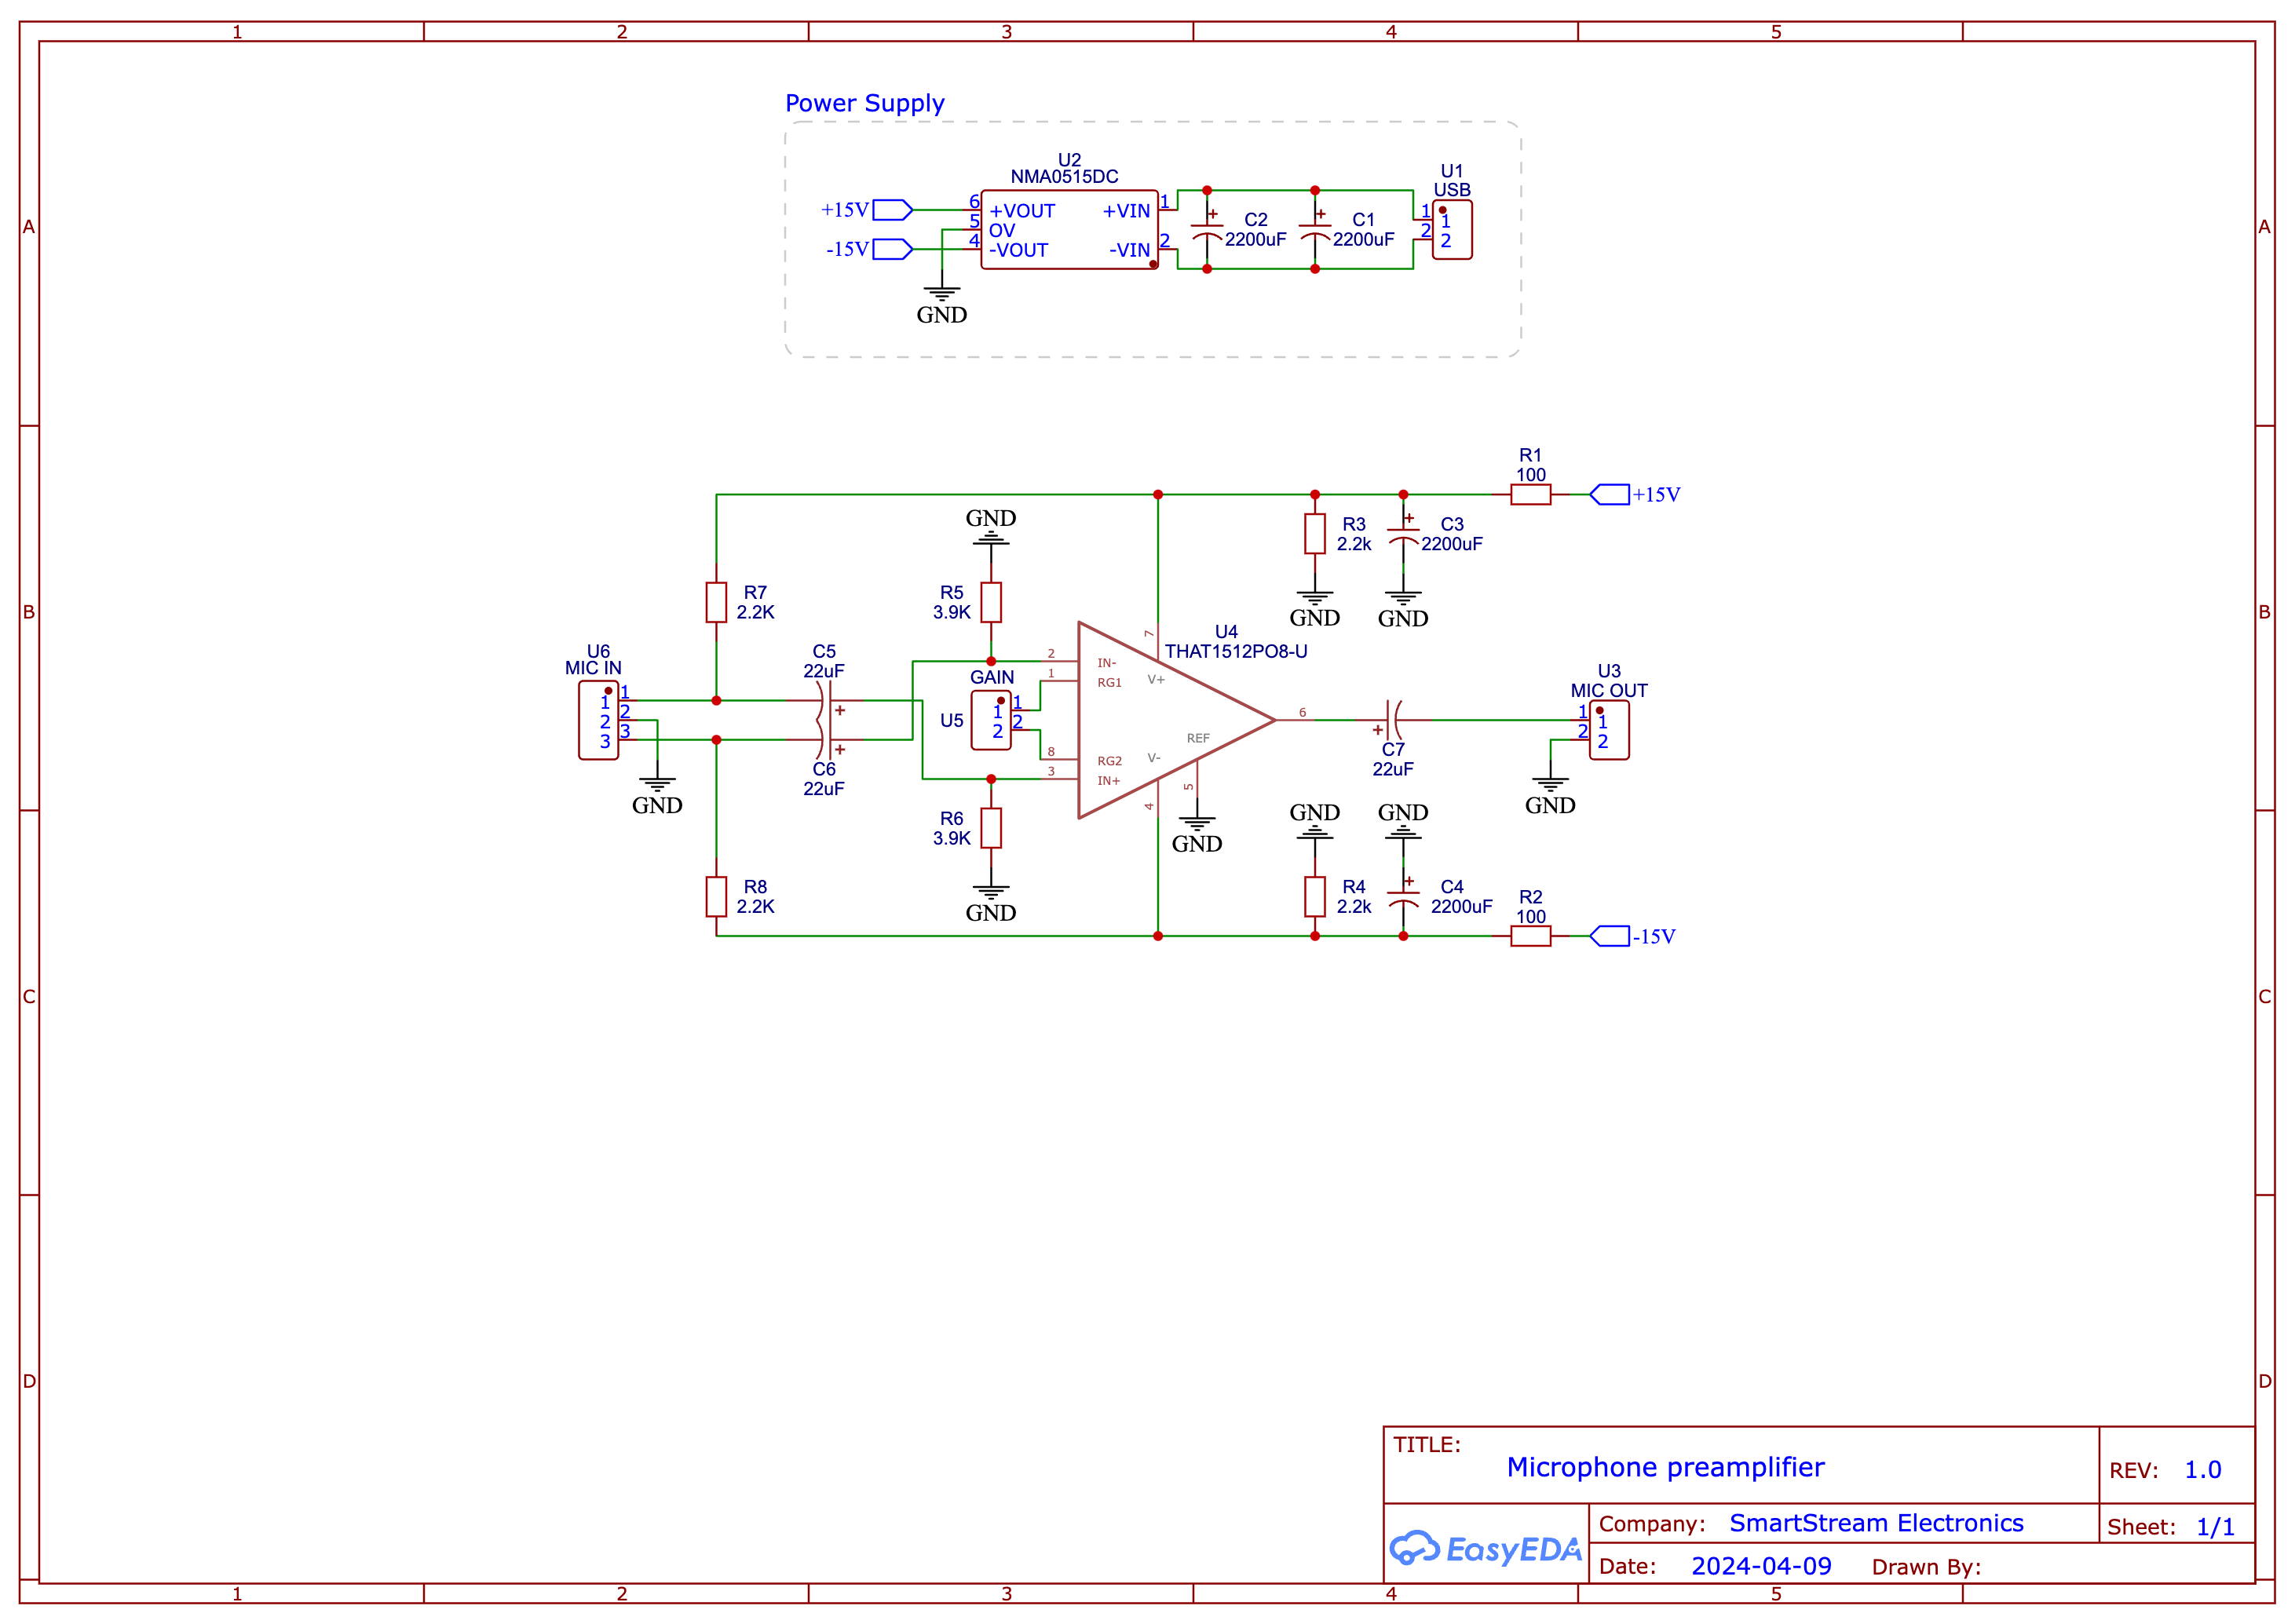 1 2 3 4 5
Power Supply
U2
NMA0515DC
U1
USB
+15V 6 +VOUT +VIN 1
5 OV
-15V 4 -VOUT -VIN 2
+ C2
2200uF
+ C1
2200uF
1 1
2 2
GND
A A
R1
100
+15V
GND
+ R3
2.2k
C3
2200uF
R7
2.2K
R5
3.9K
GND
GND
B B
U4
THAT1512PO8-U
7
U6
MIC IN
C5
22uF
2 IN-
GAIN
1 RG1
V+
U3
MIC OUT
1 1
2 2
3 3
+
+
U5
1 1
2 2
6
+
1 1
2 2
REF
8 RG2
V-
3 IN+
C7
22uF
C6
22uF
GND
5
4
GND
GND
GND
GND
R6
3.9K
R8
2.2K
GND
R4
2.2k
+ C4
2200uF
R2
100
-15V
C C
D D
TITLE:
Microphone preamplifier
REV: 1.0
EasyEDA
Company: SmartStream Electronics
Sheet: 1/1
Date: 2024-04-09 Drawn By:
1 2 3 4 5